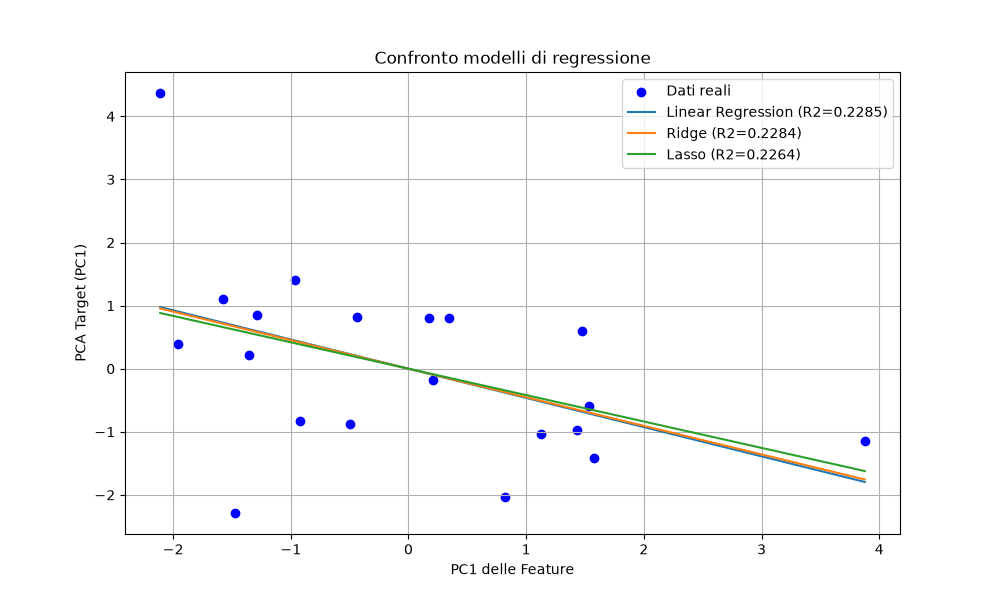 Confronto modelli di regressione
Dati reali
Linear Regression (R2=0.2285)
Ridge (R2=0.2284)
Lasso (R2=0.2264)
PCA Target (PC1)
4
3
2
1
0
−1
−2
−2
−1
0
1
2
3
4
PC1 delle Feature